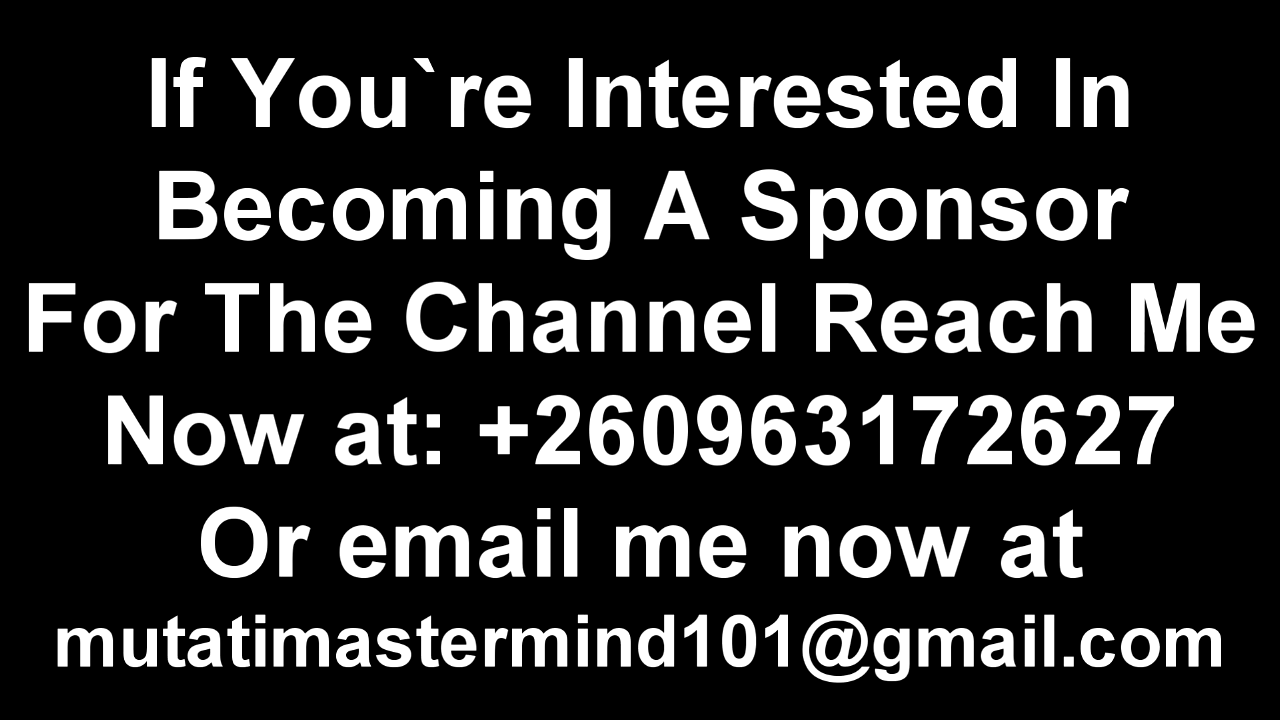 If You`re Interested In
Becoming A Sponsor
For The Channel Reach Me
Now at: +260963172627
Or email me now at
mutatimastermind101@gmail.com